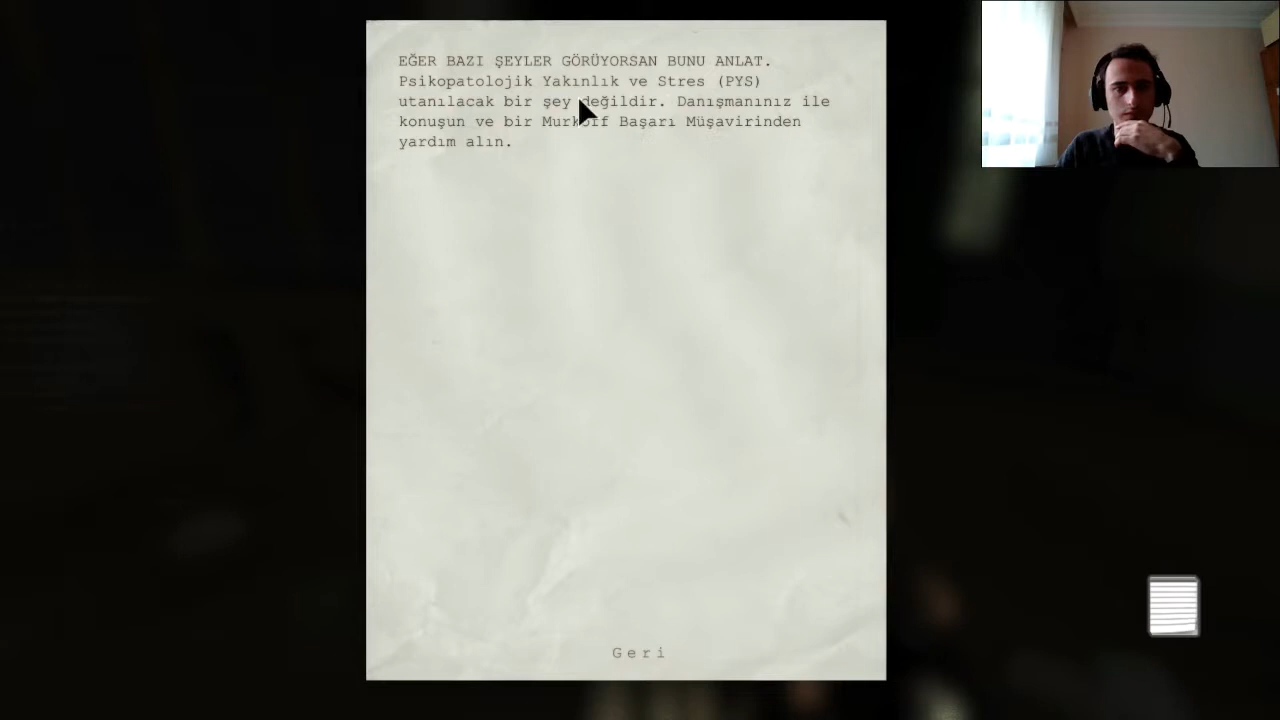 EĞER BAZI ŞEYLER GÖRÜYORSAN BUNU ANLAT.
Psikopatolojik Yakınlık ve Stres (PYS)
utanılacak bir şey değildir. Danışmanınız ile
konuşun ve bir Murkoff Başarı Müşavirinden
yardım alın.
Geri